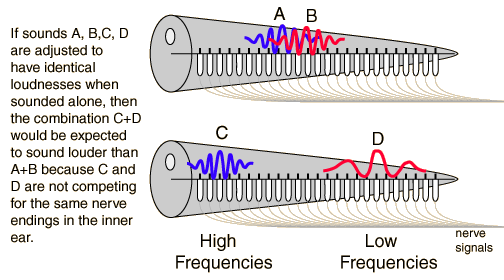 If sounds A, B,C, D
are adjusted to
have identical
loudnesses when
sounded alone, then
the combination C+D
would be expected
to sound louder than
A+B because C and
D are not competing
for the same nerve
endings in the inner
ear.
A
B
C
D
High
Frequencies
Low
Frequencies
nerve
signals